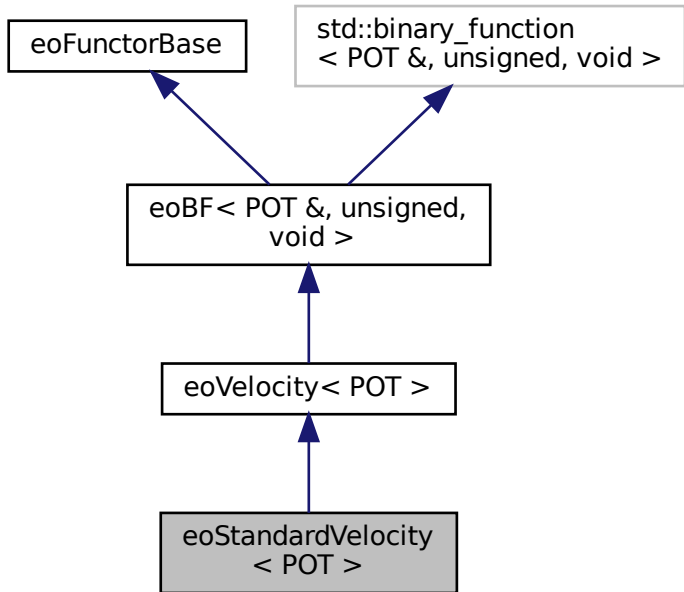 eoFunctorBase
std::binary_function
< POT &, unsigned, void >
eoBF< POT &, unsigned,
void >
eoVelocity< POT >
eoStandardVelocity
< POT >